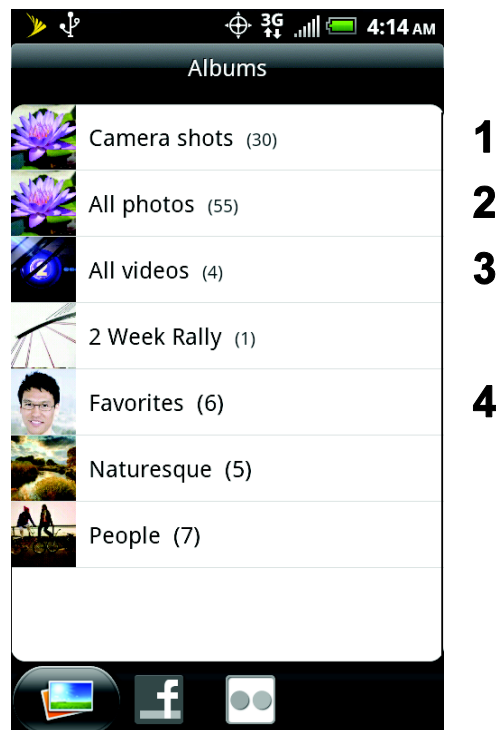 3G 4:14 AM
Albums
Camera shots (30) 1
All photos (55) 2
All videos (4) 3
2 Week Rally (1)
Favorites (6) 4
Naturesque (5)
People (7)
f